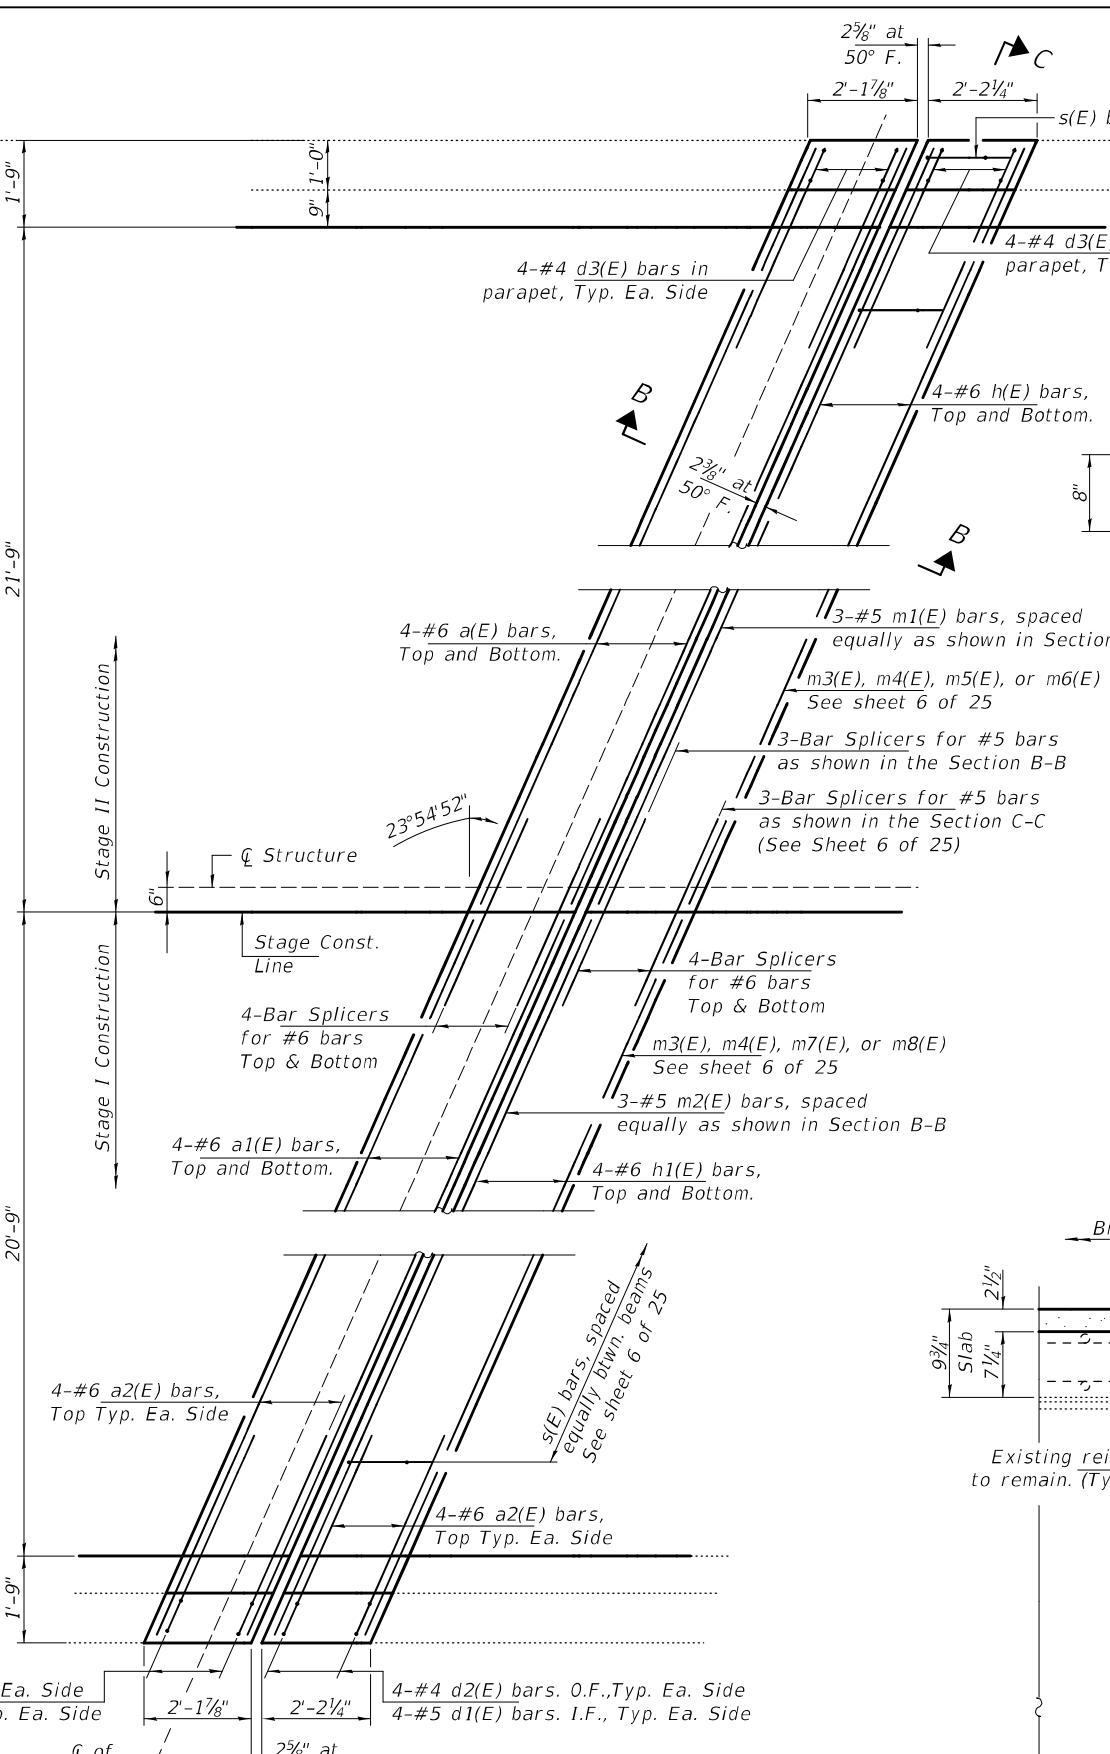 2⅝" at
50° F.
C
2'-1⅞"
2'-2¼"
s(E)
1'-9"
1'-0"
9"
4-#4 d3(E) bars in
parapet, Typ. Ea. Side
4-#4 d3(E)
parapet,
B
4-#6 h(E) bars,
Top and Bottom.
2⅜" at
50° F.
8"
B
21'-9"
4-#6 a(E) bars,
Top and Bottom.
3-#5 m1(E) bars, spaced
equally as shown in Section
m3(E), m4(E), m5(E), or m6(E)
See sheet 6 of 25
3-Bar Splicers for #5 bars
as shown in the Section B-B
3-Bar Splicers for #5 bars
as shown in the Section C-C
(See Sheet 6 of 25)
Stage II Construction
23°54'52"
℄ Structure
6"
Stage Const.
Line
4-Bar Splicers
for #6 bars
Top & Bottom
4-Bar Splicers
for #6 bars
Top & Bottom
m3(E), m4(E), m7(E), or m8(E)
See sheet 6 of 25
Stage I Construction
3-#5 m2(E) bars, spaced
equally as shown in Section B-B
4-#6 a1(E) bars,
Top and Bottom.
4-#6 h1(E) bars,
Top and Bottom.
20'-9"
s(E) bars, spaced
equally btwn. beams
See sheet 6 of 25
2½"
9¾"
Slab
7¼"
4-#6 a2(E) bars,
Top Typ. Ea. Side
Existing
to remain.
4-#6 a2(E) bars,
Top Typ. Ea. Side
1'-9"
Ea. Side
Ea. Side
2'-1⅞"
2'-2¼"
4-#4 d2(E) bars. O.F.,Typ. Ea. Side
4-#5 d1(E) bars. I.F., Typ. Ea. Side
℄ of
2⅝" at